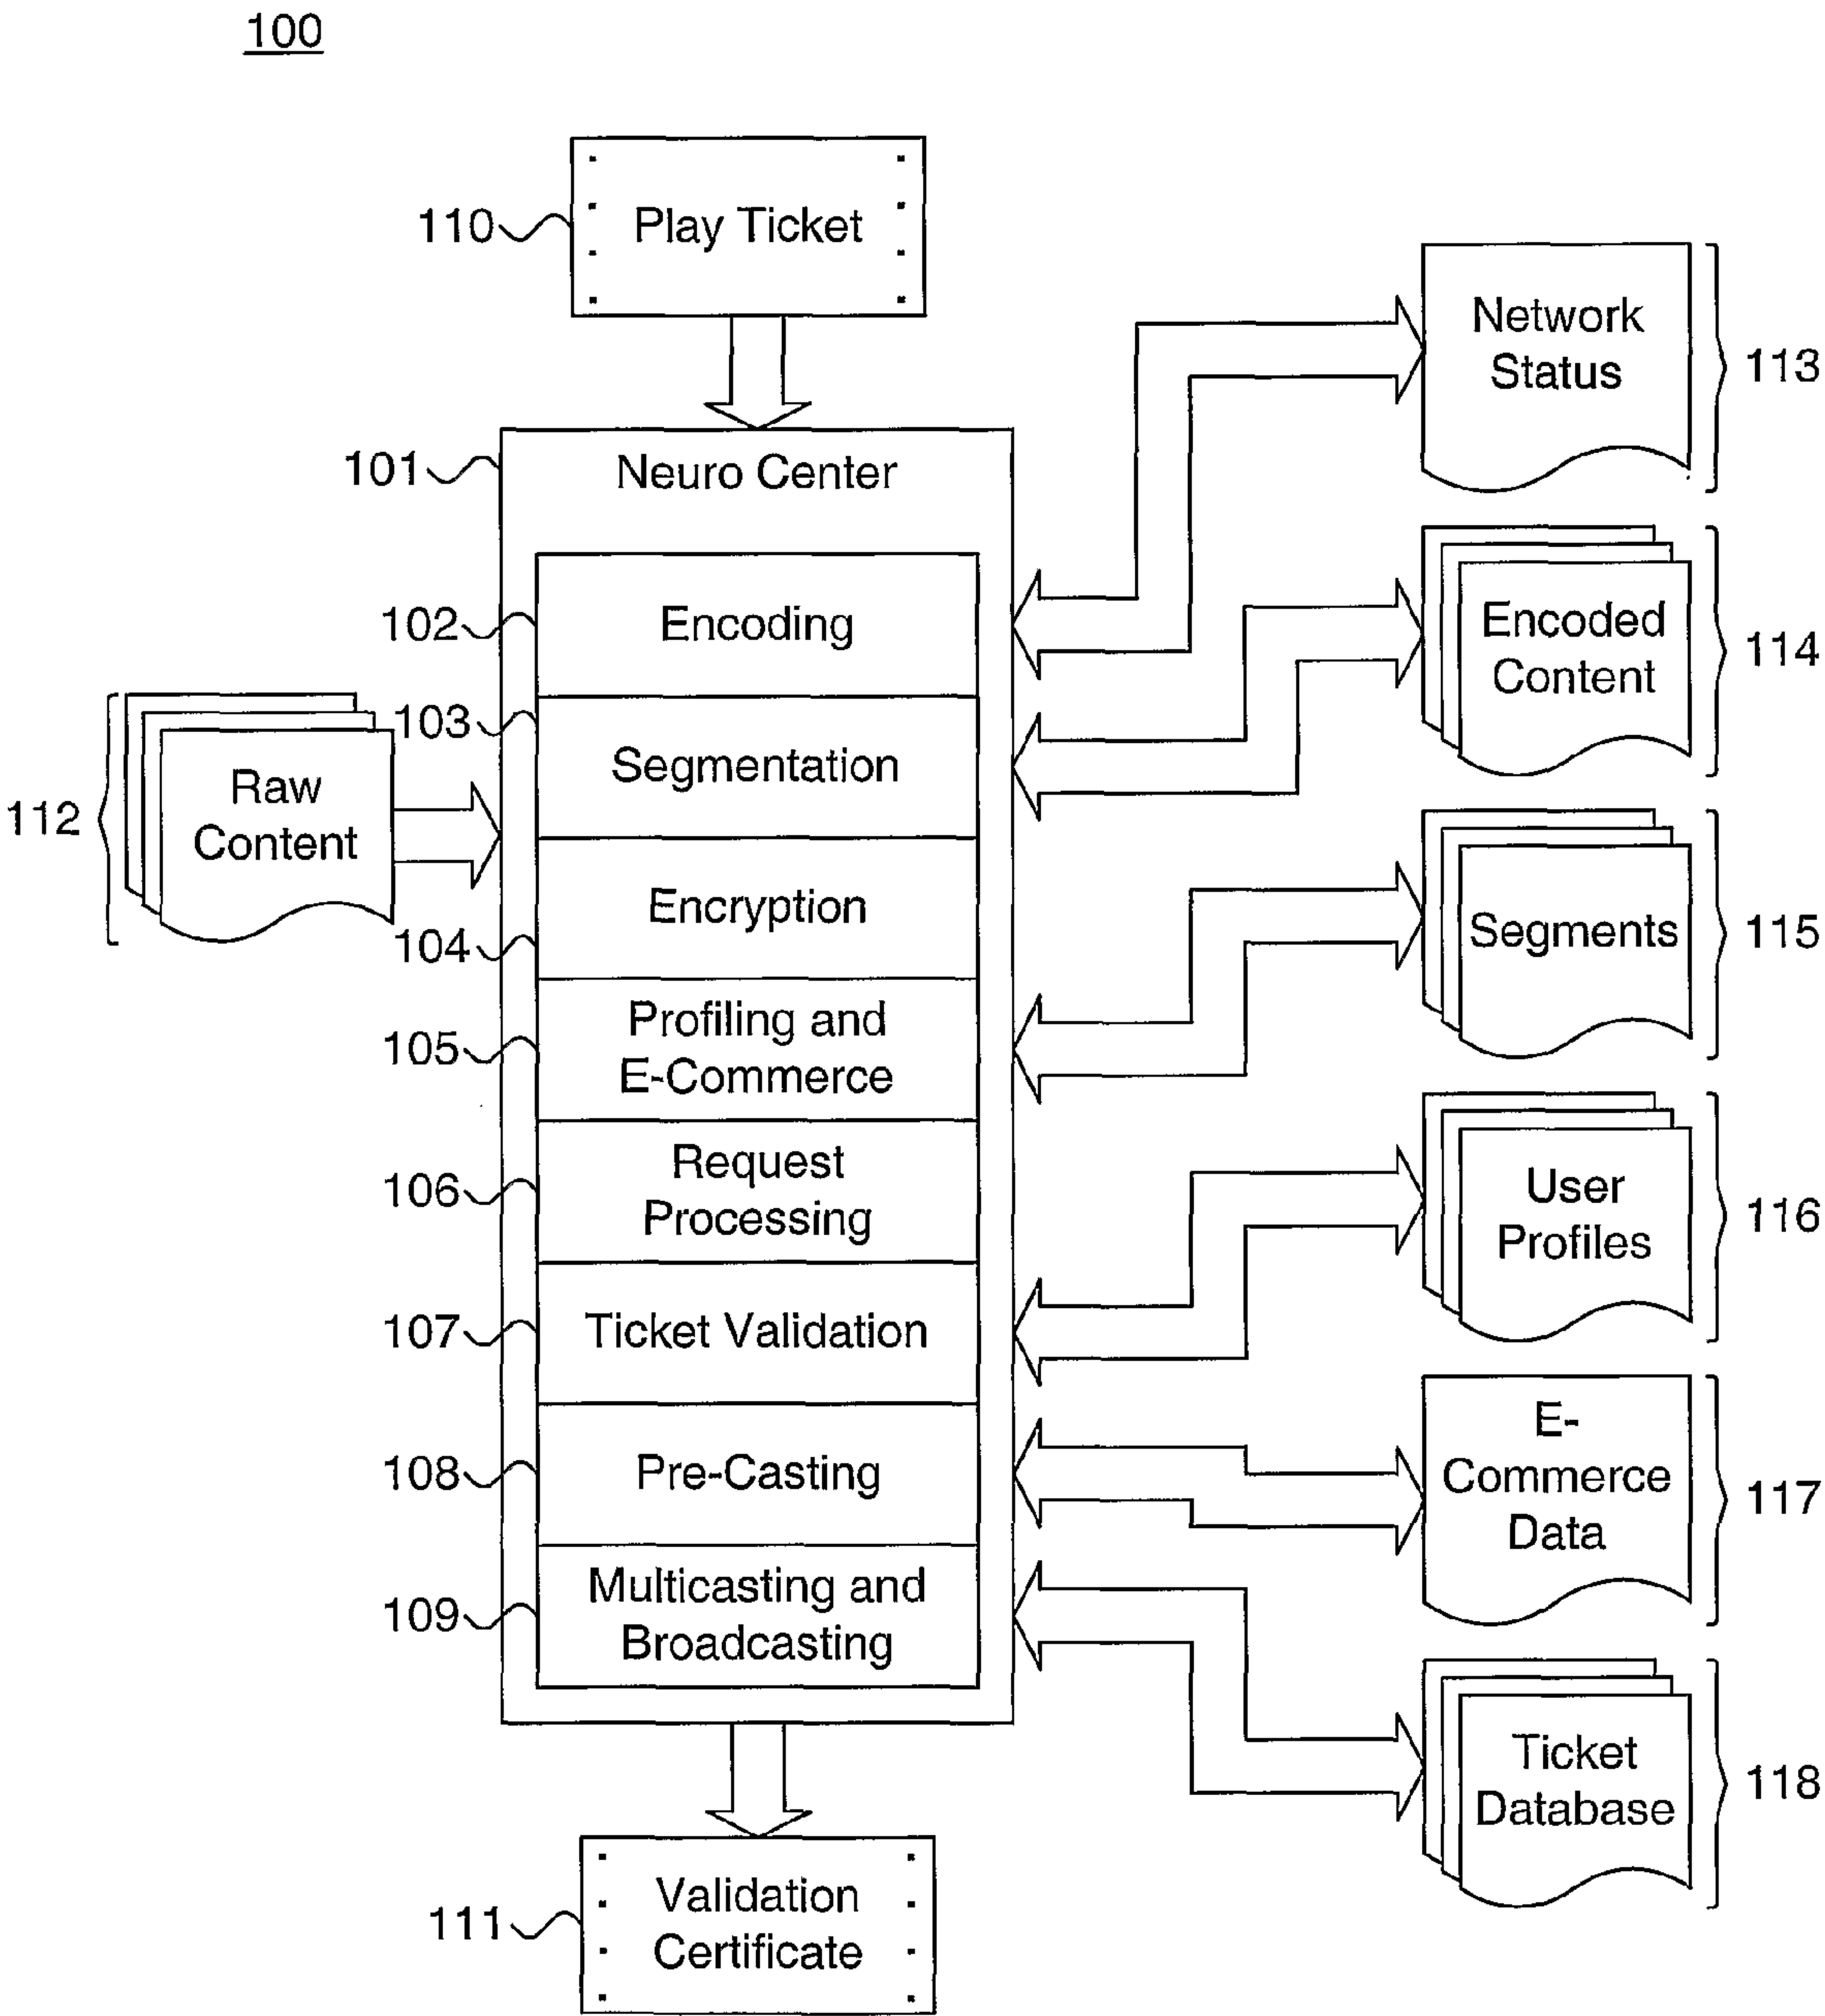 100
110
Play Ticket
101
Neuro Center
102
Encoding
103
Segmentation
104
Encryption
105
Profiling and
E-Commerce
106
Request
Processing
107
Ticket Validation
108
Pre-Casting
109
Multicasting and
Broadcasting
112
Raw
Content
111
Validation
Certificate
Network
Status
113
Encoded
Content
114
Segments
115
User
Profiles
116
E-
Commerce
Data
117
Ticket
Database
118